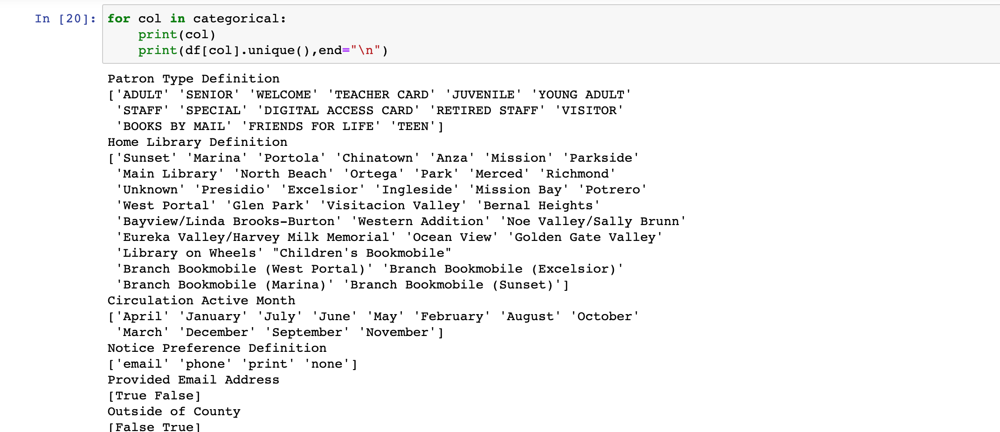 In [20]: for col in categorical:
    print(col)
    print(df[col].unique(),end="\n")
Patron Type Definition
['ADULT' 'SENIOR' 'WELCOME' 'TEACHER CARD' 'JUVENILE' 'YOUNG ADULT'
 'STAFF' 'SPECIAL' 'DIGITAL ACCESS CARD' 'RETIRED STAFF' 'VISITOR'
 'BOOKS BY MAIL' 'FRIENDS FOR LIFE' 'TEEN']
Home Library Definition
['Sunset' 'Marina' 'Portola' 'Chinatown' 'Anza' 'Mission' 'Parkside'
 'Main Library' 'North Beach' 'Ortega' 'Park' 'Merced' 'Richmond'
 'Unknown' 'Presidio' 'Excelsior' 'Ingleside' 'Mission Bay' 'Potrero'
 'West Portal' 'Glen Park' 'Visitacion Valley' 'Bernal Heights'
 'Bayview/Linda Brooks-Burton' 'Western Addition' 'Noe Valley/Sally Brunn'
 'Eureka Valley/Harvey Milk Memorial' 'Ocean View' 'Golden Gate Valley'
 'Library on Wheels' "Children's Bookmobile"
 'Branch Bookmobile (West Portal)' 'Branch Bookmobile (Excelsior)'
 'Branch Bookmobile (Marina)' 'Branch Bookmobile (Sunset)']
Circulation Active Month
['April' 'January' 'July' 'June' 'May' 'February' 'August' 'October'
 'March' 'December' 'September' 'November']
Notice Preference Definition
['email' 'phone' 'print' 'none']
Provided Email Address
[True False]
Outside of County
[False True]